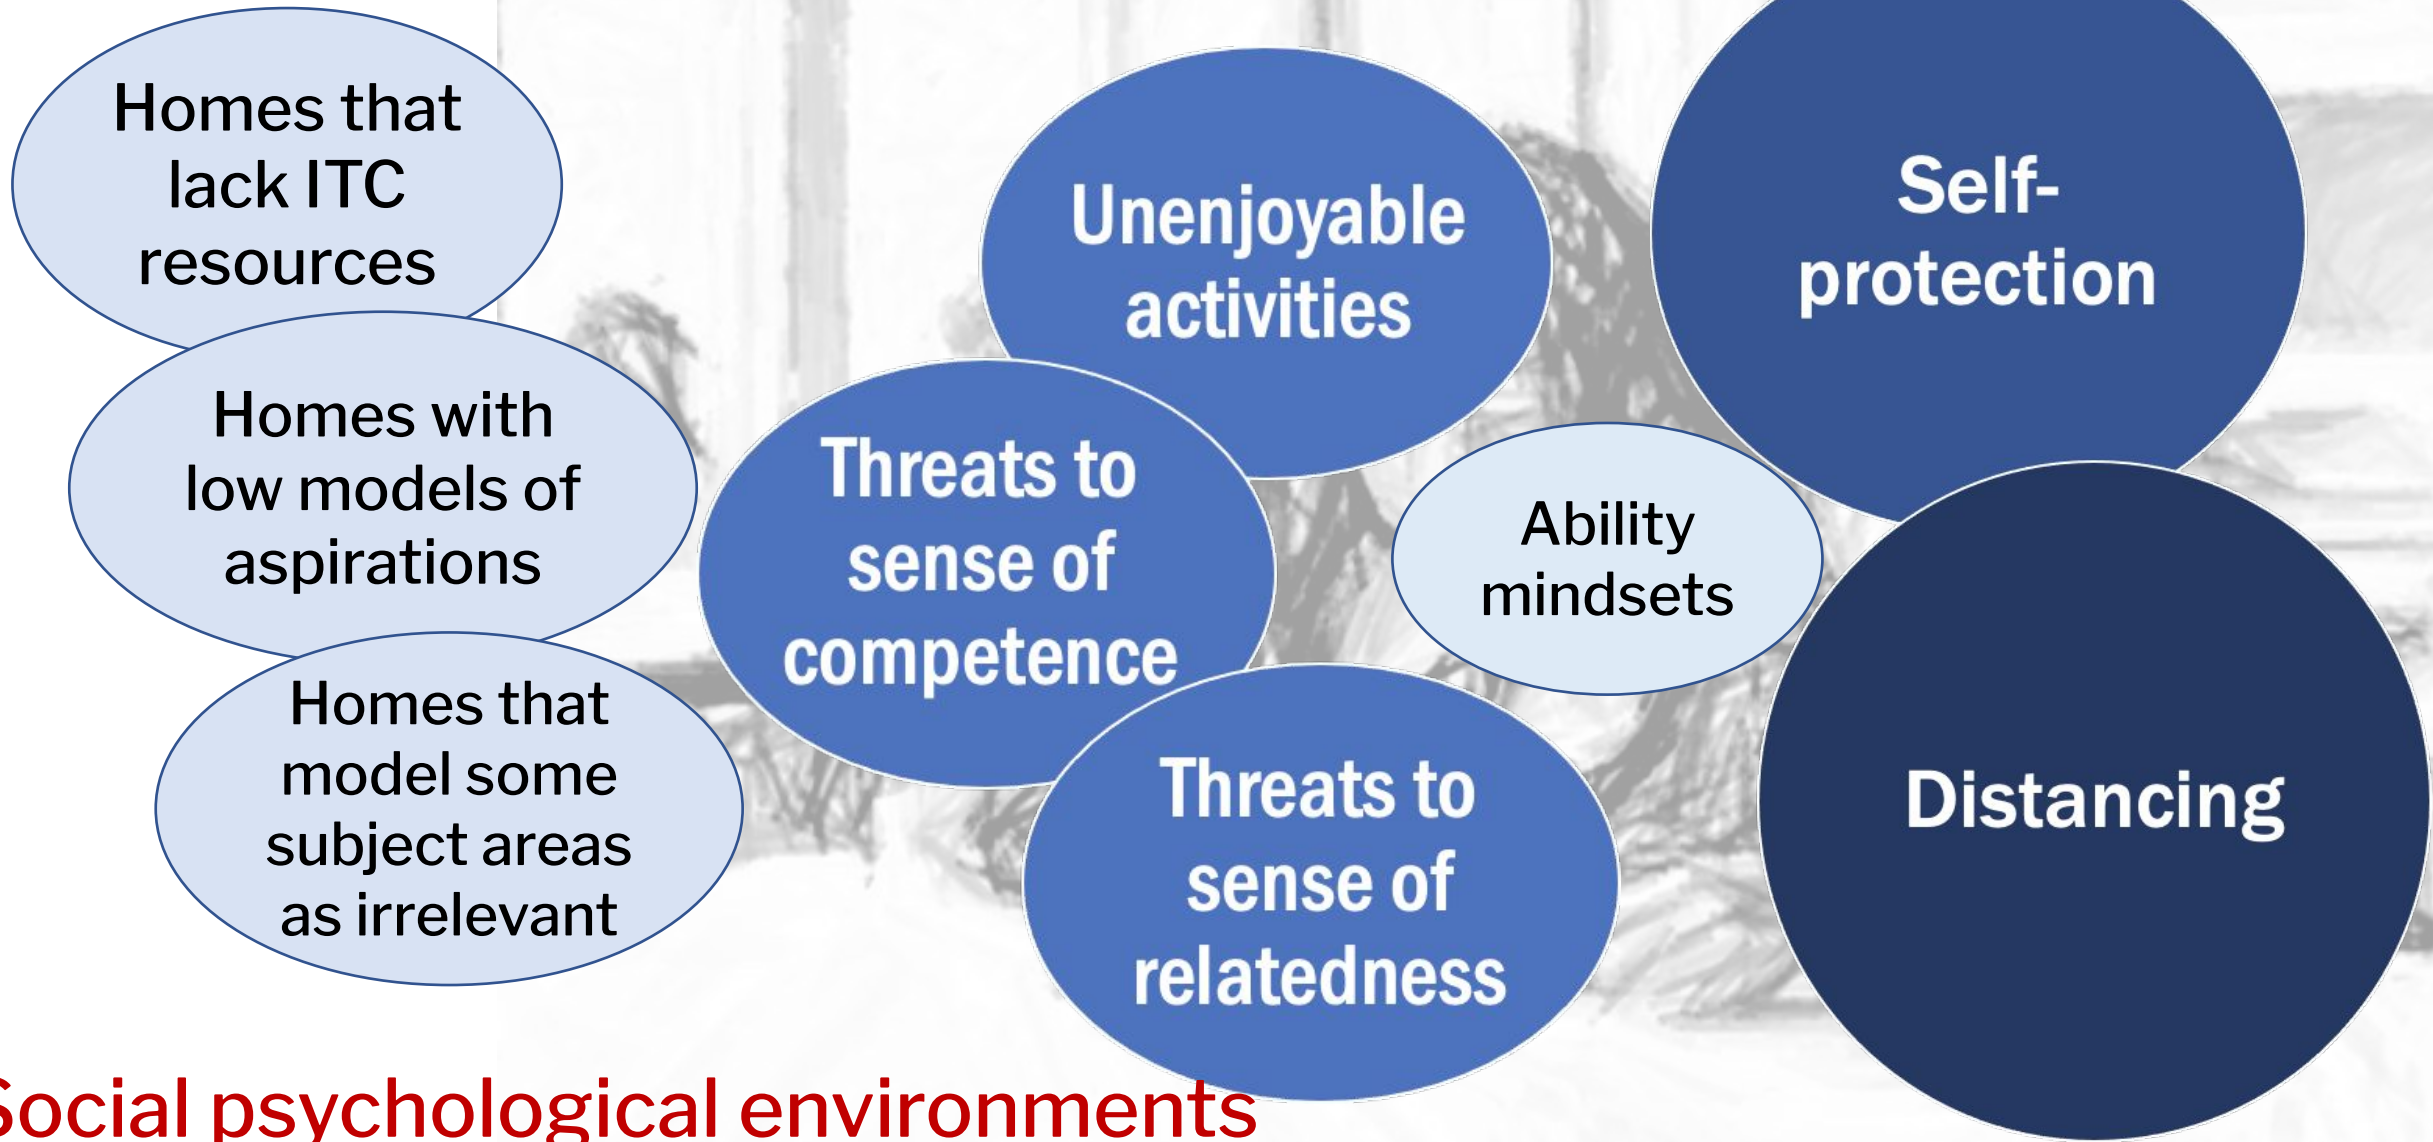 Homes that
lack ITC
resources
Homes with
low models of
aspirations
Homes that
model some
subject areas
as irrelevant
Unenjoyable
activities
Threats to
sense of
competence
Threats to
sense of
relatedness
Ability
mindsets
Self-
protection
Distancing
Social psychological environments